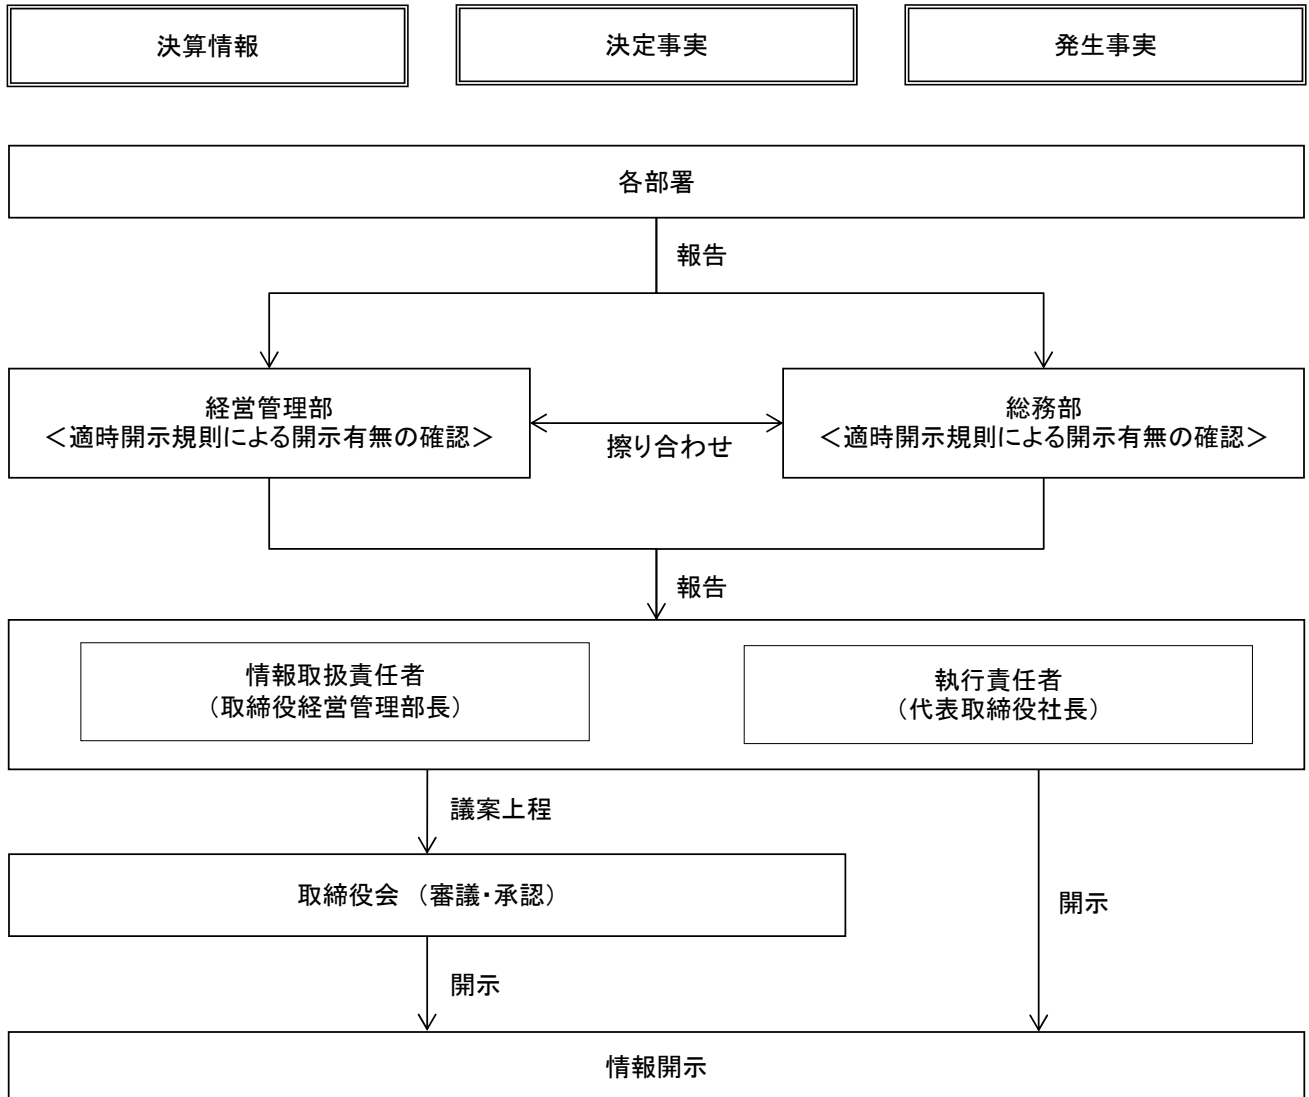 決算情報
決定事実
発生事実
各部署
報告
経営管理部
＜適時開示規則による開示有無の確認＞
擦り合わせ
総務部
＜適時開示規則による開示有無の確認＞
報告
情報取扱責任者
（取締役経営管理部長）
執行責任者
（代表取締役社長）
議案上程
取締役会　（審議・承認）
開示
開示
情報開示